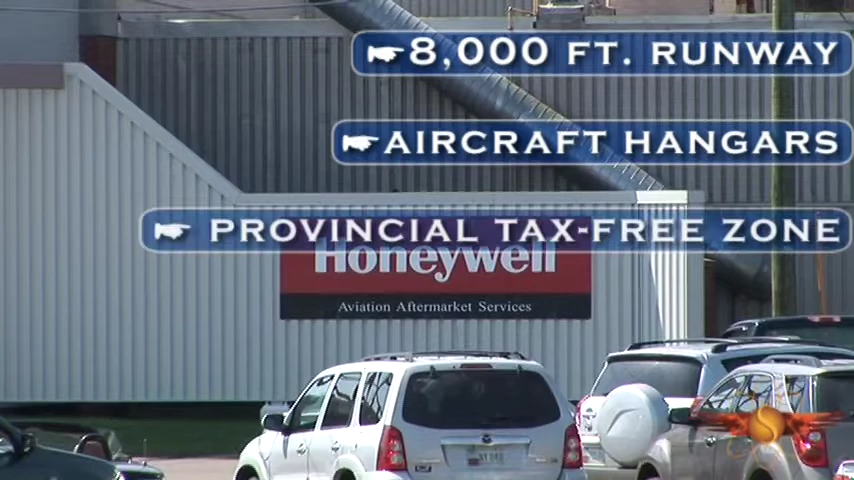 8,000 FT. RUNWAY
AIRCRAFT HANGARS
PROVINCIAL TAX-FREE ZONE
Honeywell
Aviation Aftermarket Services